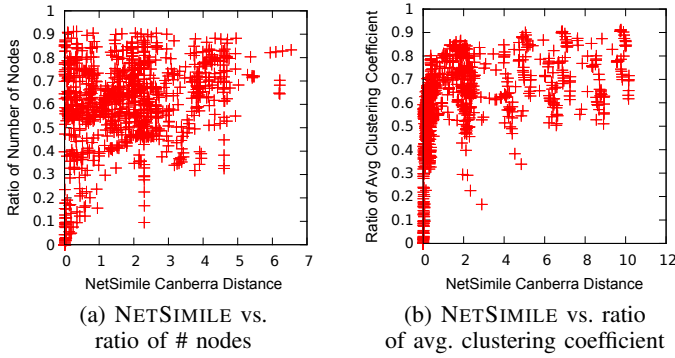 Ratio of Number of Nodes
1
0.9
0.8
0.7
0.6
0.5
0.4
0.3
0.2
0.1
0
0 1 2 3 4 5 6 7
NetSimile Canberra Distance
(a) NETSIMILE vs.
ratio of # nodes
Ratio of Avg Clustering Coefficient
1
0.9
0.8
0.7
0.6
0.5
0.4
0.3
0.2
0.1
0
0 2 4 6 8 10 12
NetSimile Canberra Distance
(b) NETSIMILE vs. ratio
of avg. clustering coefficient